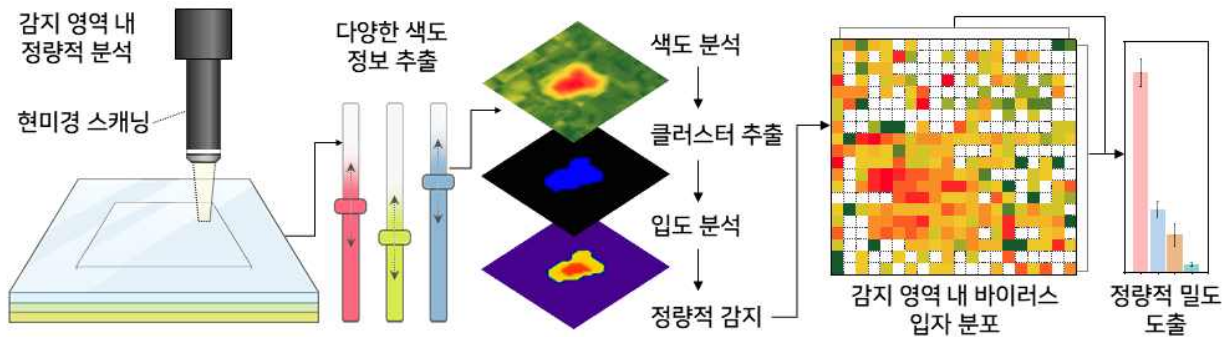 감지 영역 내
정량적 분석
현미경 스캐닝
다양한 색도
정보 추출
색도 분석
클러스터 추출
입도 분석
정량적 감지
감지 영역 내 바이러스
입자 분포
정량적 밀도
도출